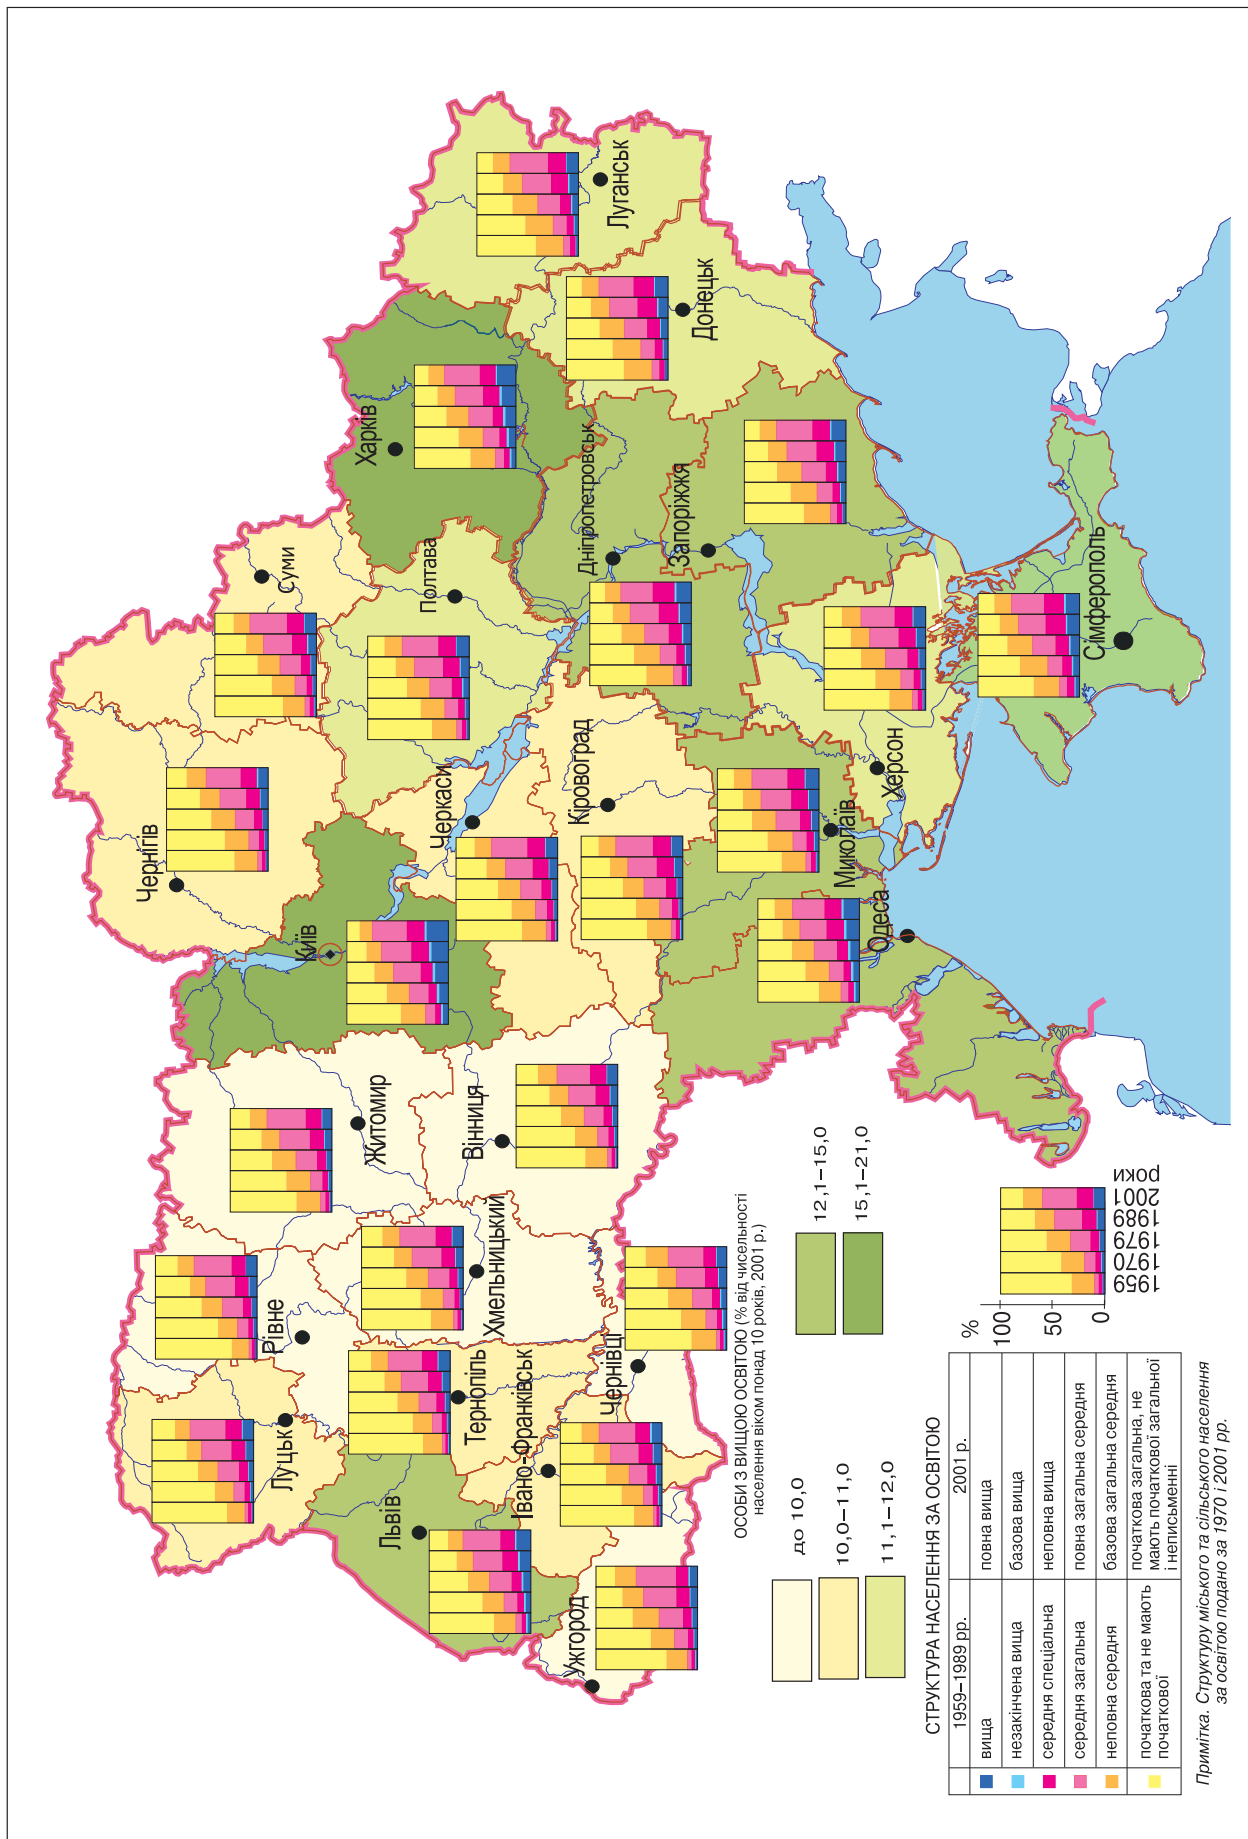 Чернігів
Суми
Київ
Харків
Полтава
Луганськ
Рівне
Луцьк
Житомир
Черкаси
Львів
Тернопіль
Хмельницький
Вінниця
Кіровоград
Дніпропетровськ
Донецьк
Запоріжжя
Івано-Франківськ
Чернівці
Ужгород
Миколаїв
Херсон
Одеса
Сімферополь
ОСОБИ З ВИЩОЮ ОСВІТОЮ (% від чисельності
населення віком понад 10 років, 2001 р.)
до 10,0
10,0–11,0
11,1–12,0
12,1–15,0
15,1–21,0
СТРУКТУРА НАСЕЛЕННЯ ЗА ОСВІТОЮ
1959–1989 рр.
2001 р.
вища
повна вища
незакінчена вища
базова вища
середня спеціальна
неповна вища
середня загальна
повна загальна середня
неповна середня
базова загальна середня
початкова та не мають
початкової
початкова загальна, не
мають початкової загальної
і неписьменні
%
100
50
0
1959
1970
1979
1989
2001
роки
Примітка. Структуру міського та сільського населення
за освітою подано за 1970 і 2001 рр.